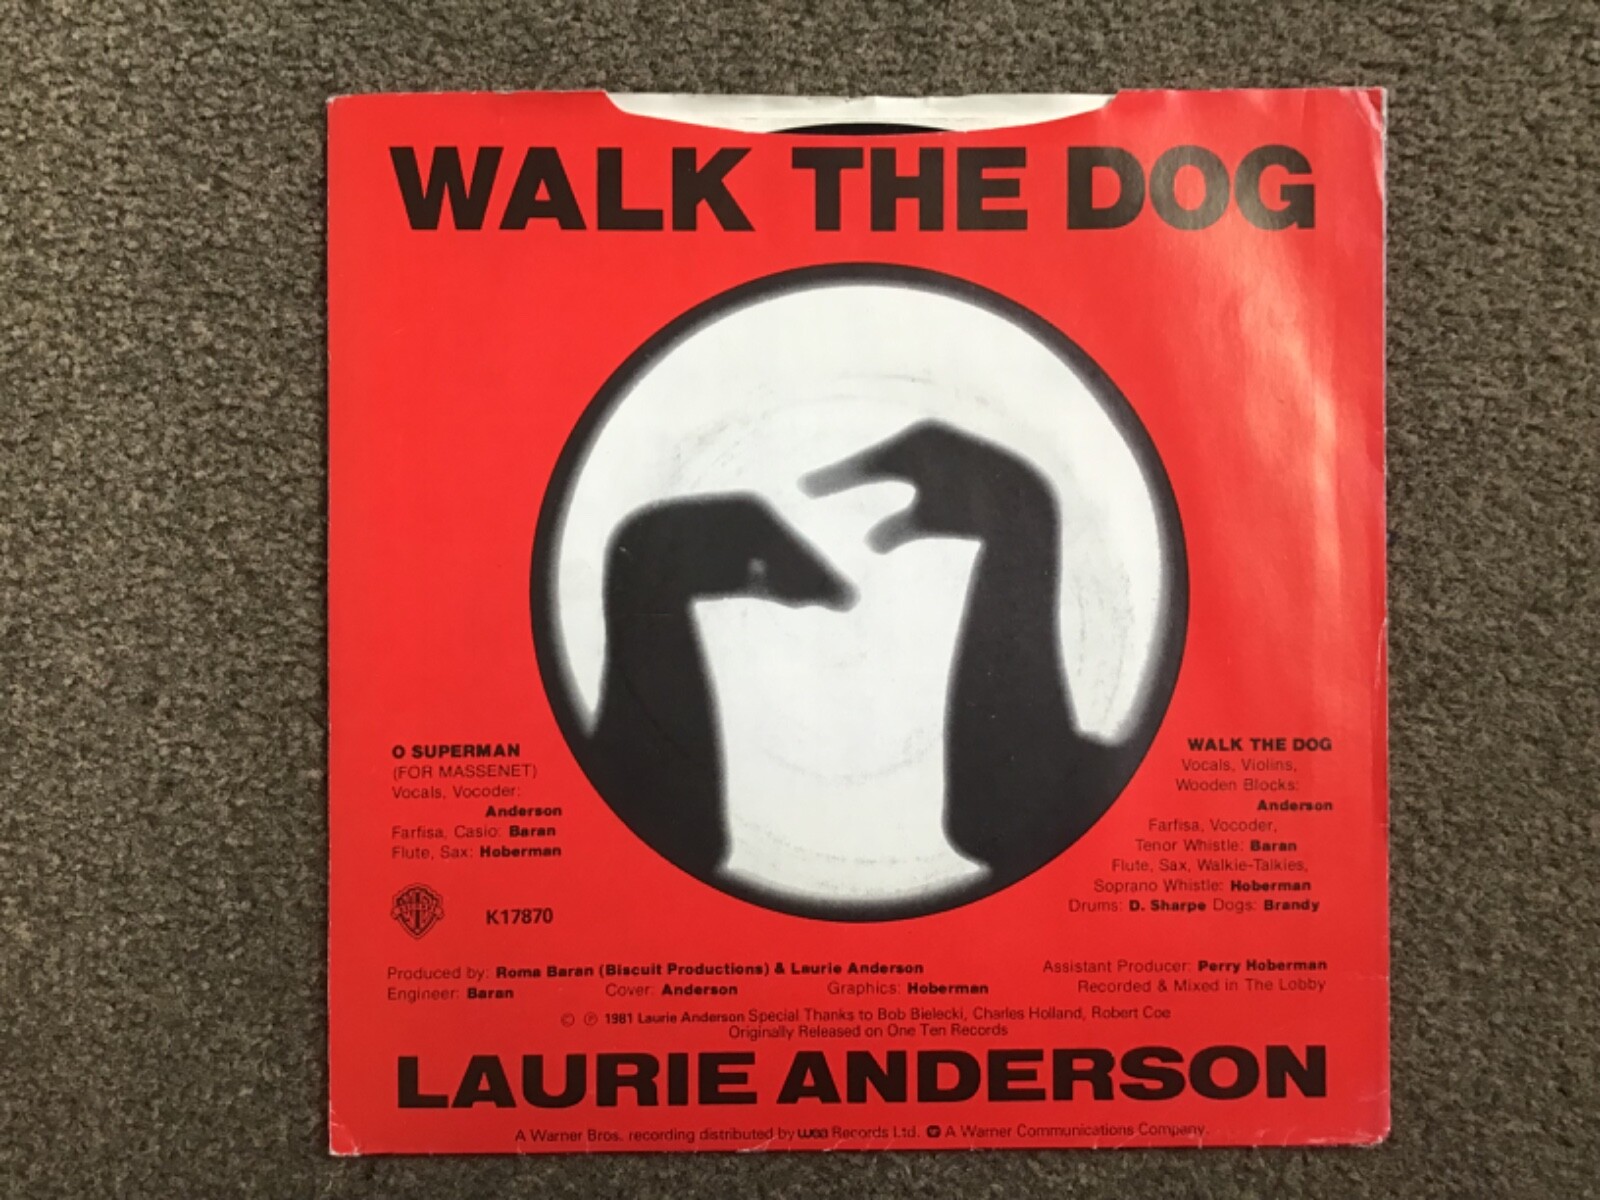 WALK THE DOG
O SUPERMAN
(FOR MASSENET)
Vocals, Vocoder:
Anderson
Farfisa, Casio: Baran
Flute, Sax: Hoberman
K17870
WALK THE DOG
Vocals, Violins,
Wooden Blocks:
Anderson
Farfisa, Vocoder,
Tenor Whistle: Baran
Flute, Sax, Walkie-Talkies,
Soprano Whistle: Hoberman
Drums: D. Sharpe Dogs: Brandy
Produced by: Roma Baran (Biscuit Productions) & Laurie Anderson
Engineer: Baran Cover: Anderson Graphics: Hoberman
Assistant Producer: Perry Hoberman
Recorded & Mixed in The Lobby
© ℗ 1981 Laurie Anderson Special Thanks to Bob Bielecki, Charles Holland, Robert Coe
Originally Released on One Ten Records
LAURIE ANDERSON
A Warner Bros. recording distributed by wea Records Ltd. A Warner Communications Company.